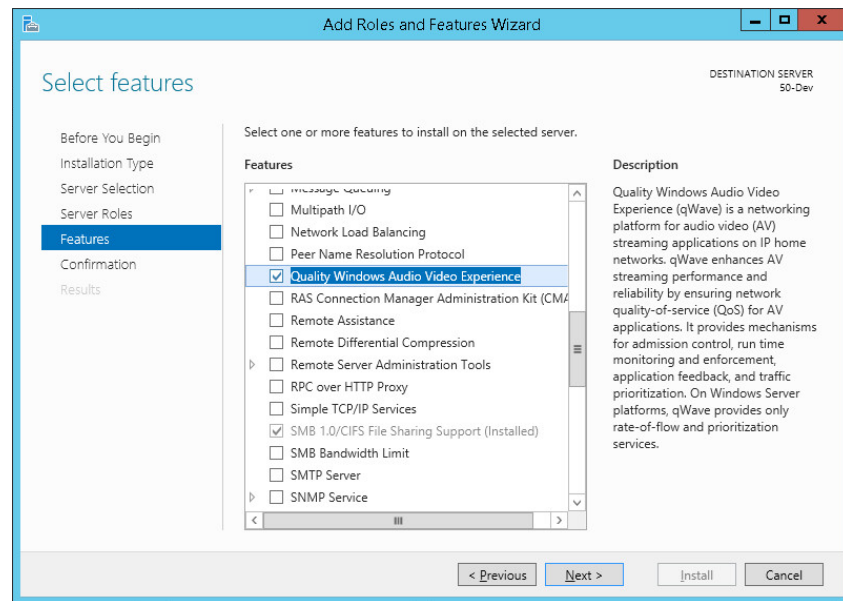 Add Roles and Features Wizard
Select features
DESTINATION SERVER
50-Dev
Before You Begin
Installation Type
Server Selection
Server Roles
Features
Confirmation
Results
Select one or more features to install on the selected server.
Features
Message Queuing
Multipath I/O
Network Load Balancing
Peer Name Resolution Protocol
Quality Windows Audio Video Experience
RAS Connection Manager Administration Kit (CMA
Remote Assistance
Remote Differential Compression
Remote Server Administration Tools
RPC over HTTP Proxy
Simple TCP/IP Services
SMB 1.0/CIFS File Sharing Support (Installed)
SMB Bandwidth Limit
SMTP Server
SNMP Service
Description
Quality Windows Audio Video
Experience (qWave) is a networking
platform for audio video (AV)
streaming applications on IP home
networks. qWave enhances AV
streaming performance and
reliability by ensuring network
quality-of-service (QoS) for AV
applications. It provides mechanisms
for admission control, run time
monitoring and enforcement,
application feedback, and traffic
prioritization. On Windows Server
platforms, qWave provides only
rate-of-flow and prioritization
services.
< Previous
Next >
Install
Cancel